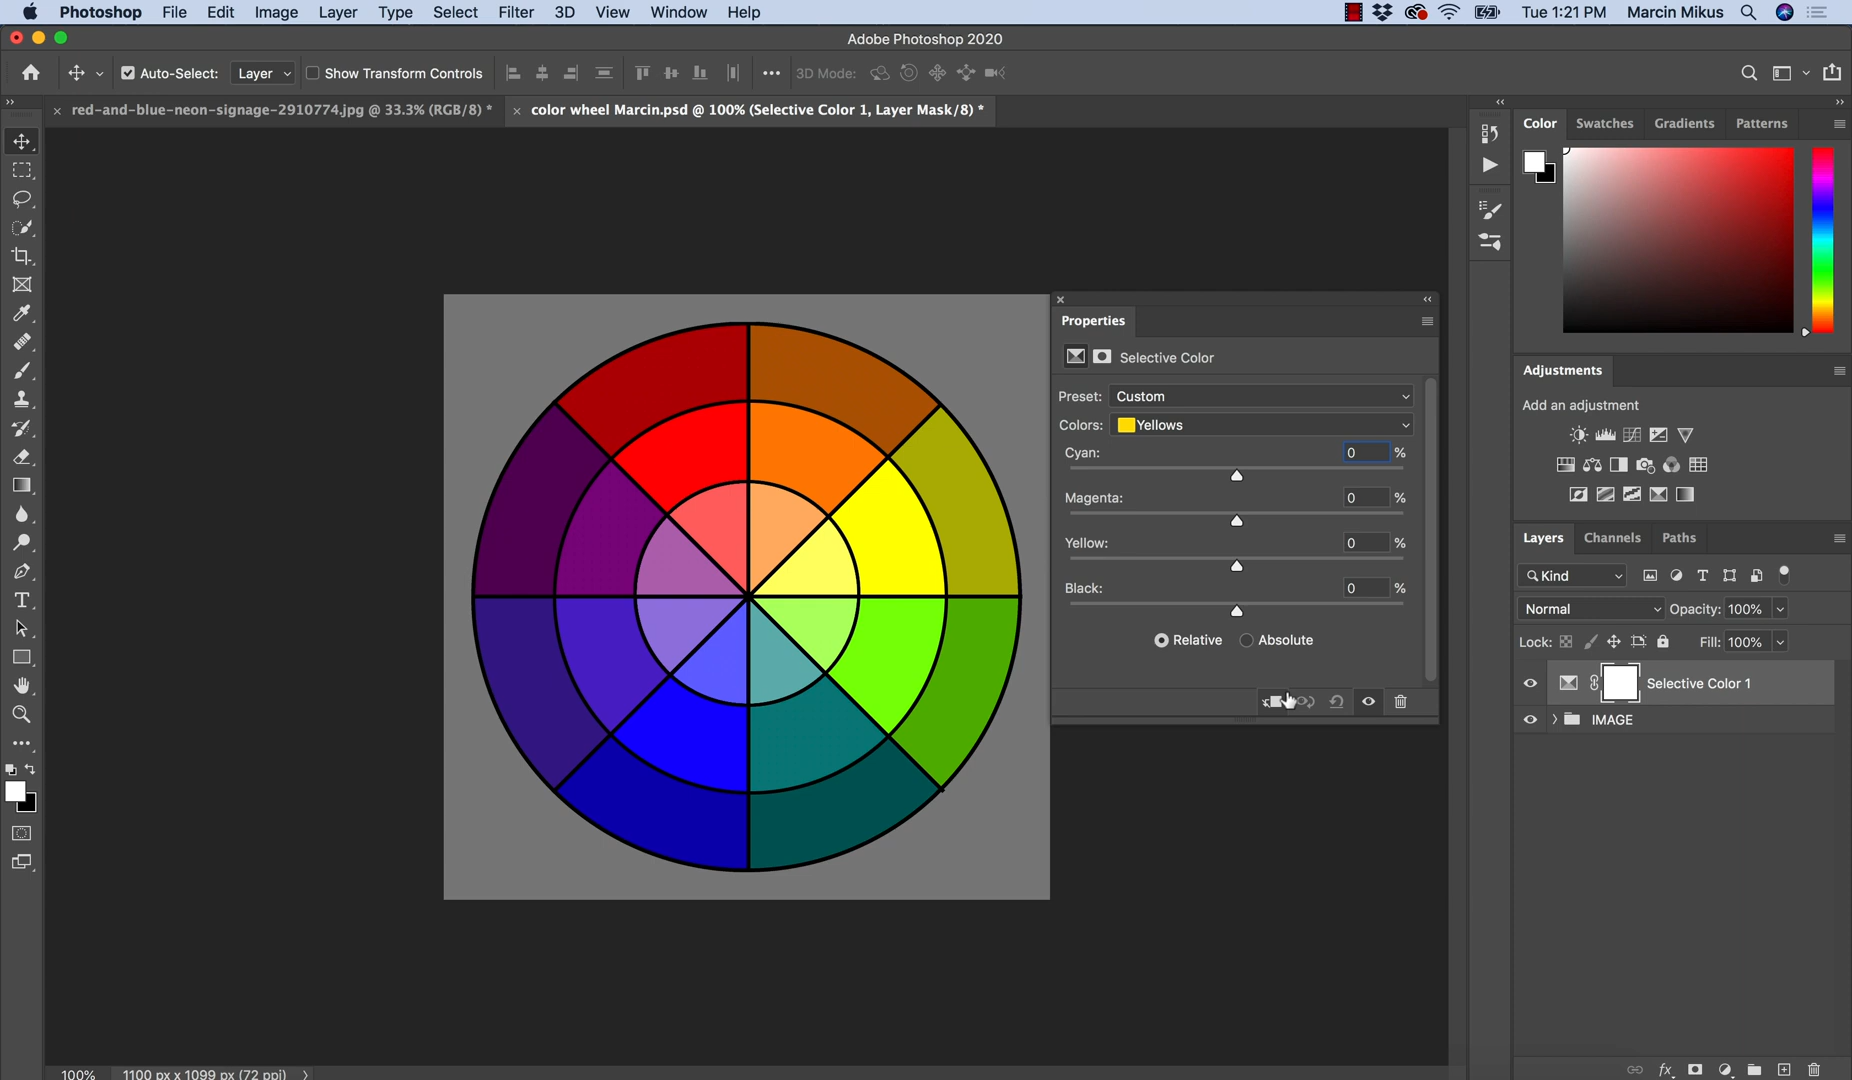 Photoshop File Edit Image Layer Type Select Filter 3D View Window Help Tue 1:21 PM Marcin Mikus
Adobe Photoshop 2020
Auto-Select: Layer Show Transform Controls 3D Mode:
red-and-blue-neon-signage-2910774.jpg @ 33.3% (RGB/8) * color wheel Marcin.psd @ 100% (Selective Color 1, Layer Mask/8) *
Color Swatches Gradients Patterns
Properties
Selective Color
Preset: Custom
Colors: Yellows
Cyan: 0 %
Magenta: 0 %
Yellow: 0 %
Black: 0 %
Relative Absolute
Adjustments
Add an adjustment
Layers Channels Paths
Kind
Normal Opacity: 100%
Lock: Fill: 100%
Selective Color 1
IMAGE
100% 1100 px x 1099 px (72 ppi)